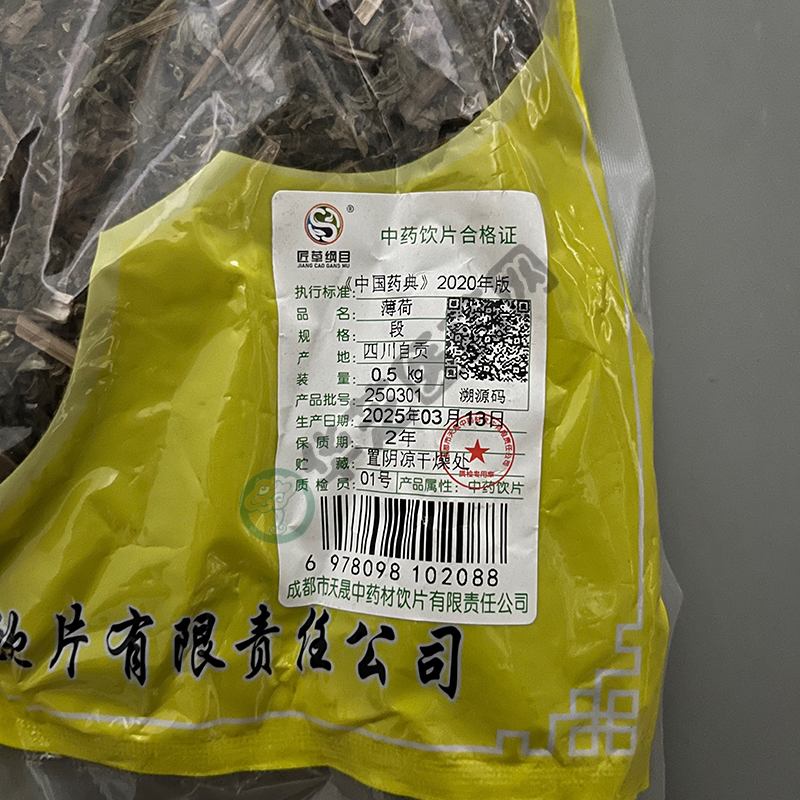 匠草纲目
JIANG CAO GANG MU
®
中药饮片合格证
执行标准: 《中国药典》2020年版
品 名: 薄荷
规 格: 段
产 地: 四川自贡
装 量: 0.5 kg
产品批号: 250301
溯源码
生产日期: 2025年03月13日
保 质 期: 2年
贮 藏: 置阴凉干燥处
质 检 员: 01号 产品属性: 中药饮片
质检专用章
6 978098 102088
成都市天晟中药材饮片有限责任公司
饮片有限责任公司